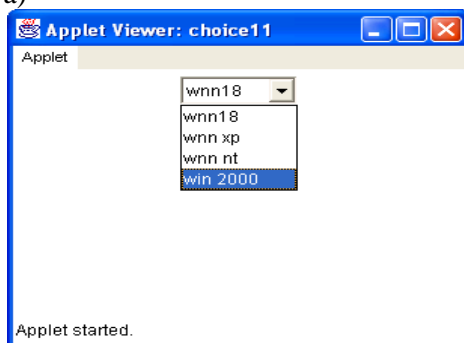 a)
Applet Viewer: choice11
Applet
wnn18
wnn18
wnn xp
wnn nt
win 2000
Applet started.